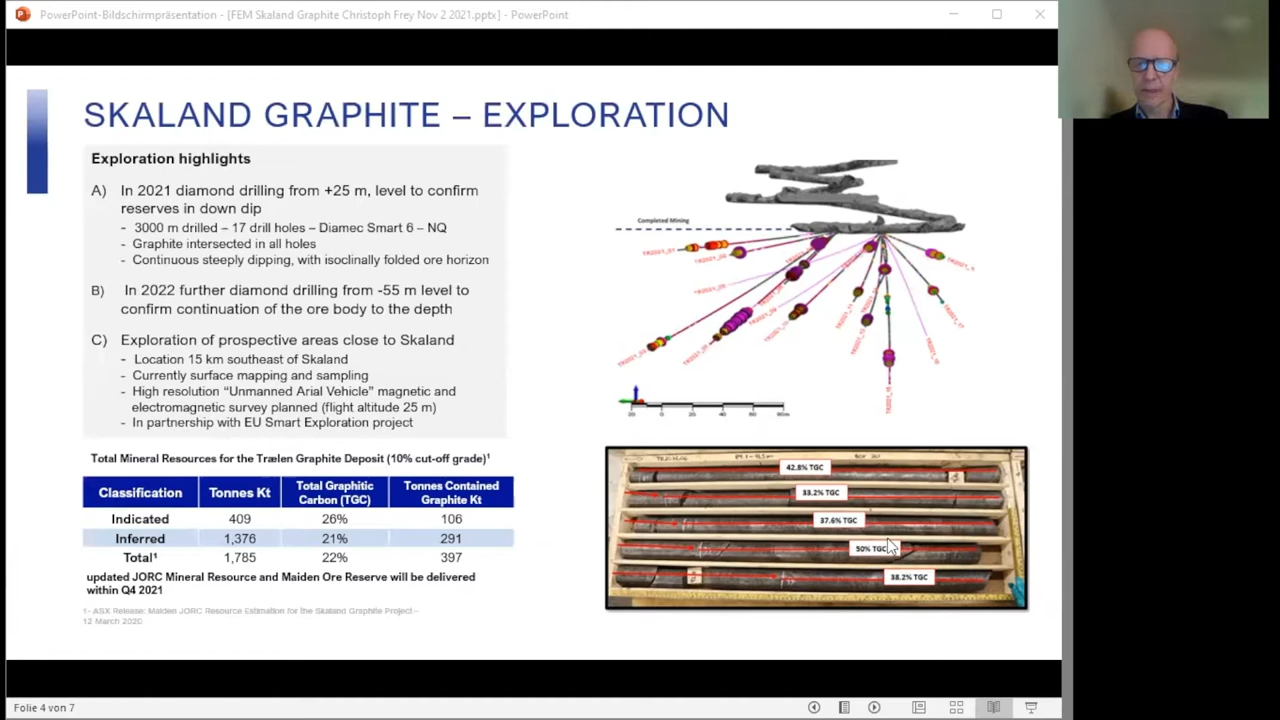 PowerPoint-Bildschirmpräsentation - [FEM Skaland Graphite Christoph Frey Nov 2 2021.pptx] - PowerPoint
SKALAND GRAPHITE – EXPLORATION
Exploration highlights
A) In 2021 diamond drilling from +25 m, level to confirm
reserves in down dip
- 3000 m drilled – 17 drill holes – Diamec Smart 6 – NQ
- Graphite intersected in all holes
- Continuous steeply dipping, with isoclinally folded ore horizon
B) In 2022 further diamond drilling from -55 m level to
confirm continuation of the ore body to the depth
C) Exploration of prospective areas close to Skaland
- Location 15 km southeast of Skaland
- Currently surface mapping and sampling
- High resolution “Unmanned Arial Vehicle” magnetic and
electromagnetic survey planned (flight altitude 25 m)
- In partnership with EU Smart Exploration project
Total Mineral Resources for the Trælen Graphite Deposit (10% cut-off grade)¹
Classification Tonnes Kt Total Graphitic Carbon (TGC) Tonnes Contained Graphite Kt
Indicated 409 26% 106
Inferred 1,376 21% 291
Total¹ 1,785 22% 397
updated JORC Mineral Resource and Maiden Ore Reserve will be delivered
within Q4 2021
1- ASX Release: Maiden JORC Resource Estimation for the Skaland Graphite Project –
12 March 2020
Completed Mining
20 0 20 40 60 80m
42.8% TGC
33.2% TGC
37.6% TGC
50% TGC
38.2% TGC
Folie 4 von 7